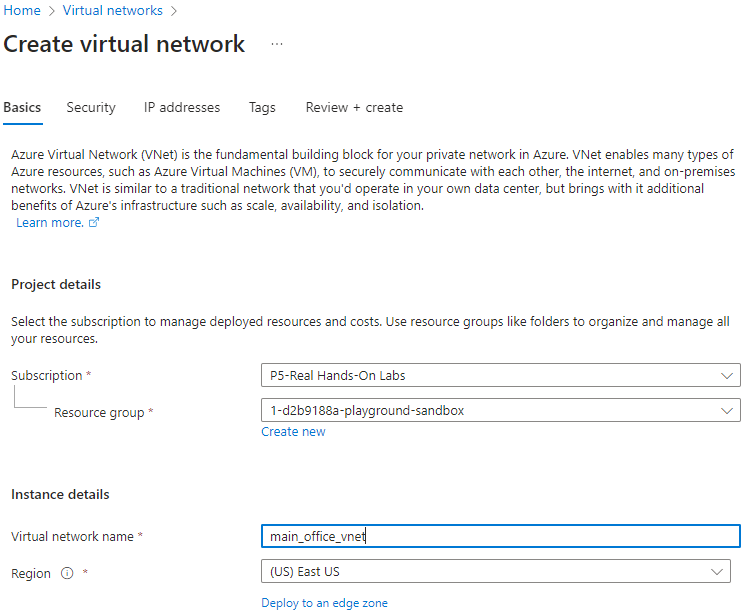 Home > Virtual networks >
Create virtual network ...
Basics Security IP addresses Tags Review + create
Azure Virtual Network (VNet) is the fundamental building block for your private network in Azure. VNet enables many types of
Azure resources, such as Azure Virtual Machines (VM), to securely communicate with each other, the internet, and on-premises
networks. VNet is similar to a traditional network that you'd operate in your own data center, but brings with it additional
benefits of Azure's infrastructure such as scale, availability, and isolation.
Learn more.
Project details
Select the subscription to manage deployed resources and costs. Use resource groups like folders to organize and manage all
your resources.
Subscription * P5-Real Hands-On Labs
Resource group * 1-d2b9188a-playground-sandbox
Create new
Instance details
Virtual network name * main_office_vnet
Region * (US) East US
Deploy to an edge zone